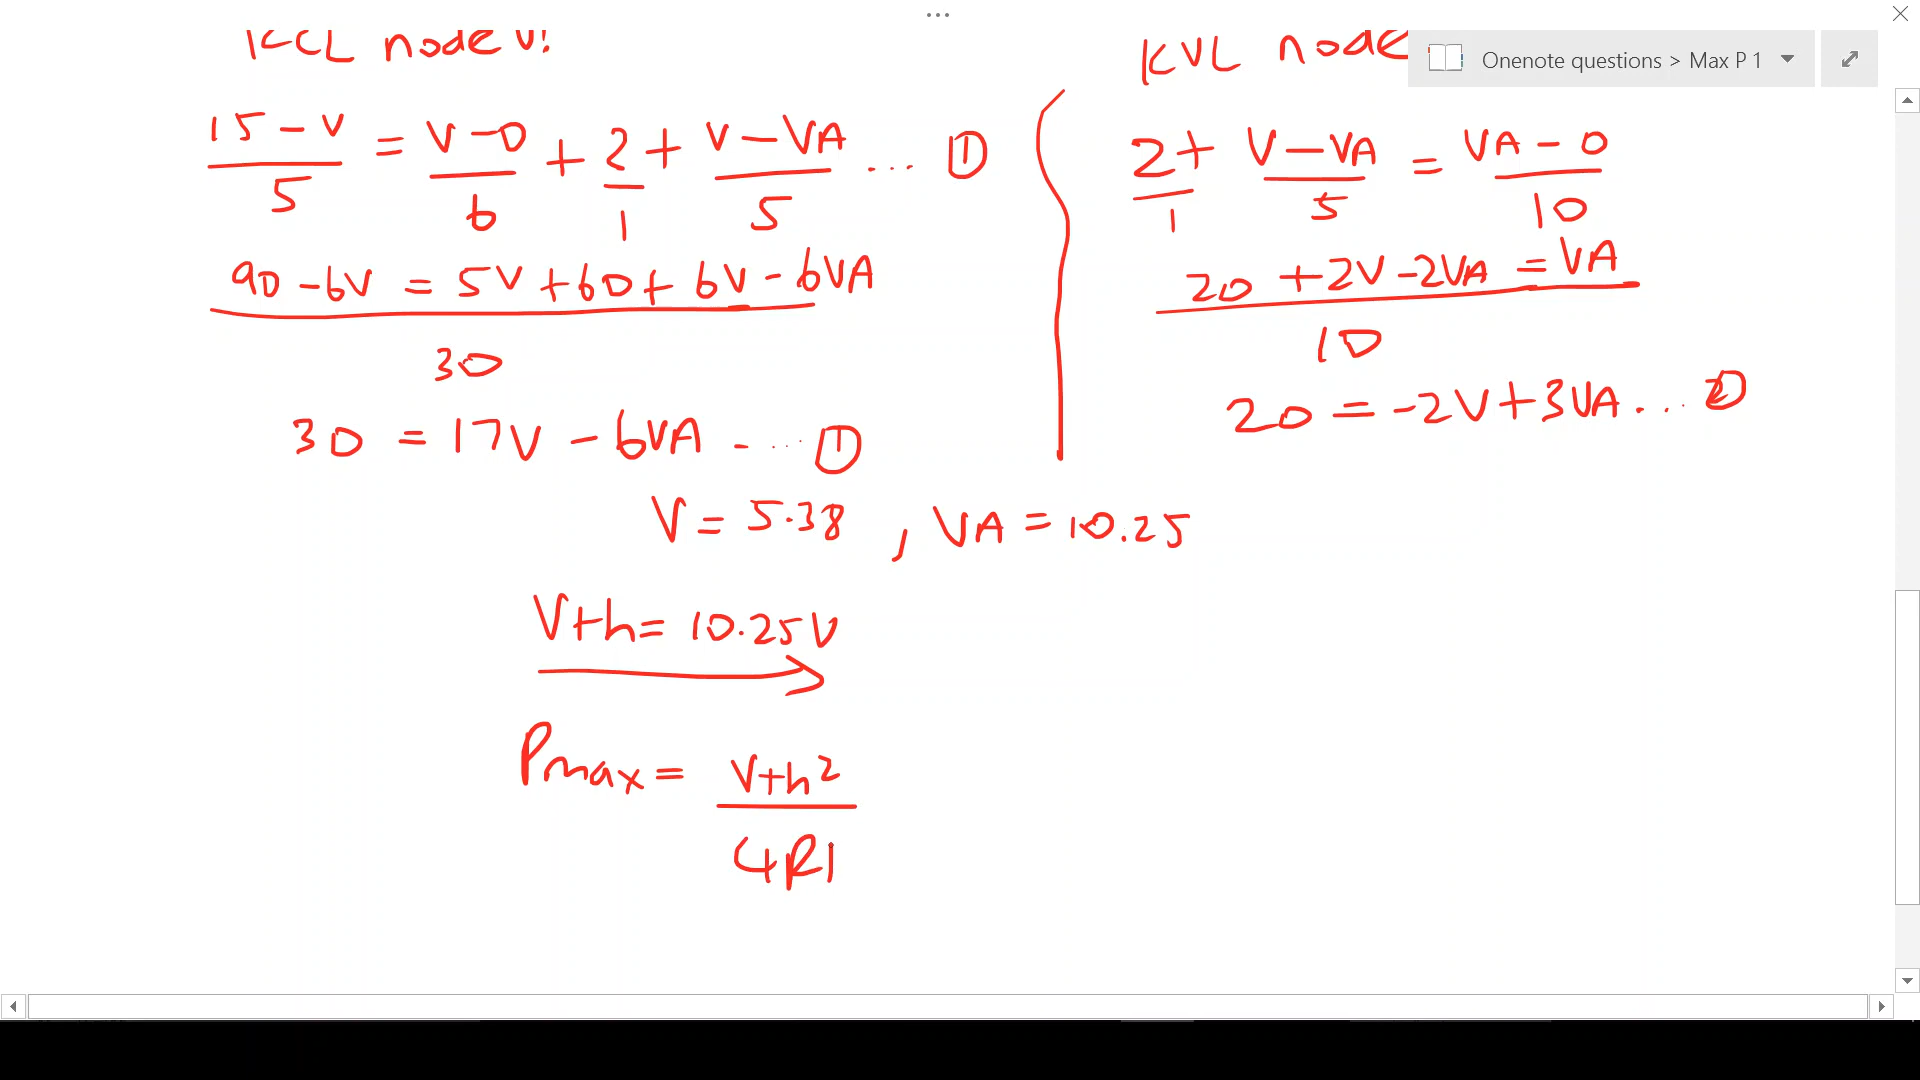 ...
KCL node V:
KVL node
Onenote questions > Max P 1
15 - V / 5 = V - 0 / 6 + 2 / 1 + V - VA / 5 ... ①
2 / 1 + V - VA / 5 = VA - 0 / 10
90 - 6V = 5V + 60 + 6V - 6VA / 30
20 + 2V - 2VA = VA / 10
30 = 17V - 6VA - ... ①
20 = -2V + 3VA ... ②
V = 5.38 , VA = 10.25
Vth = 10.25V
Pmax = Vth² / 4R1